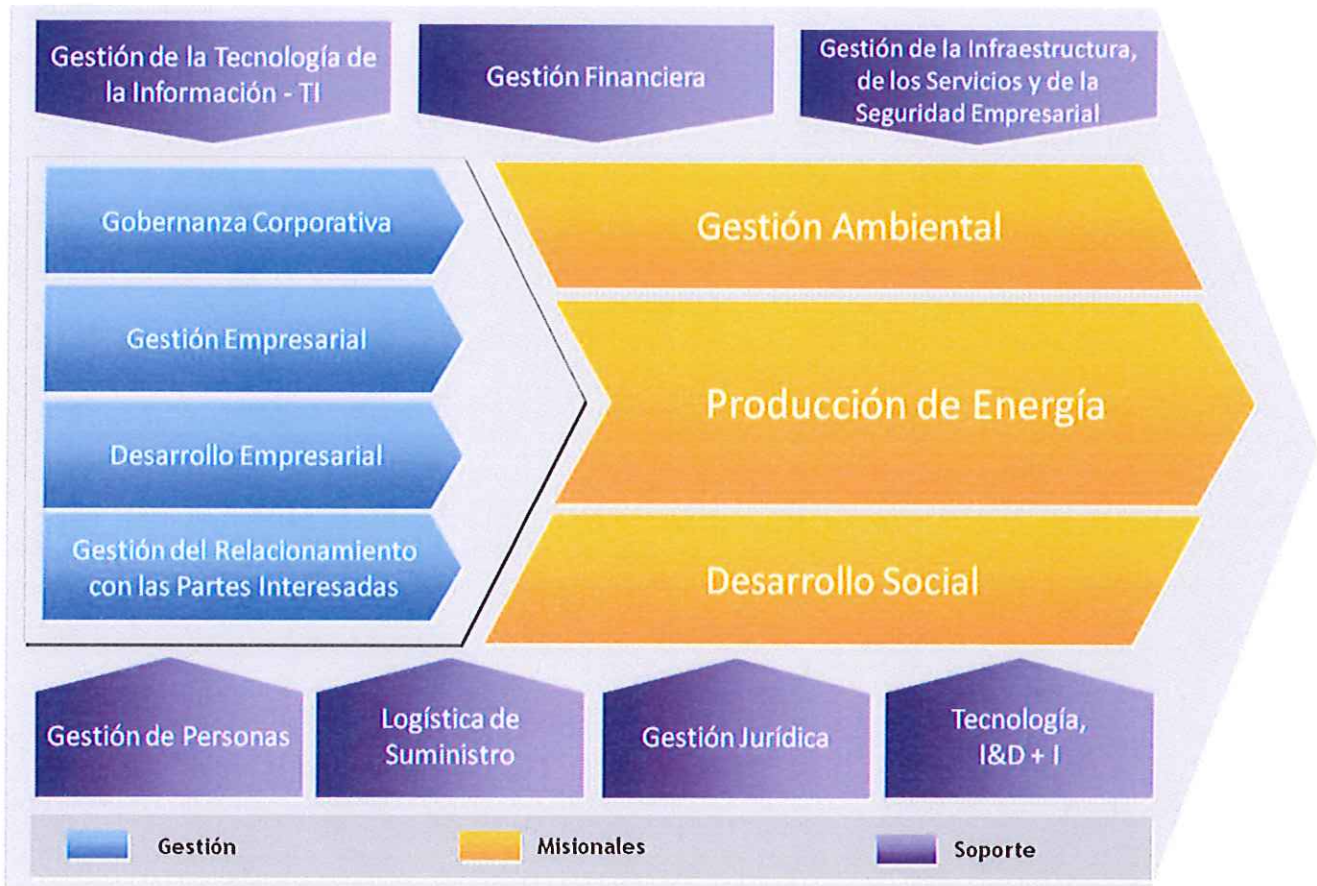 Gestión de la Tecnología de
la Información - TI
Gestión Financiera
Gestión de la Infraestructura,
de los Servicios y de la
Seguridad Empresarial
Gobernanza Corporativa
Gestión Empresarial
Desarrollo Empresarial
Gestión del Relacionamiento
con las Partes Interesadas
Gestión Ambiental
Producción de Energía
Desarrollo Social
Gestión de Personas
Logística de
Suministro
Gestión Jurídica
Tecnología,
I&D + I
Gestión
Misionales
Soporte